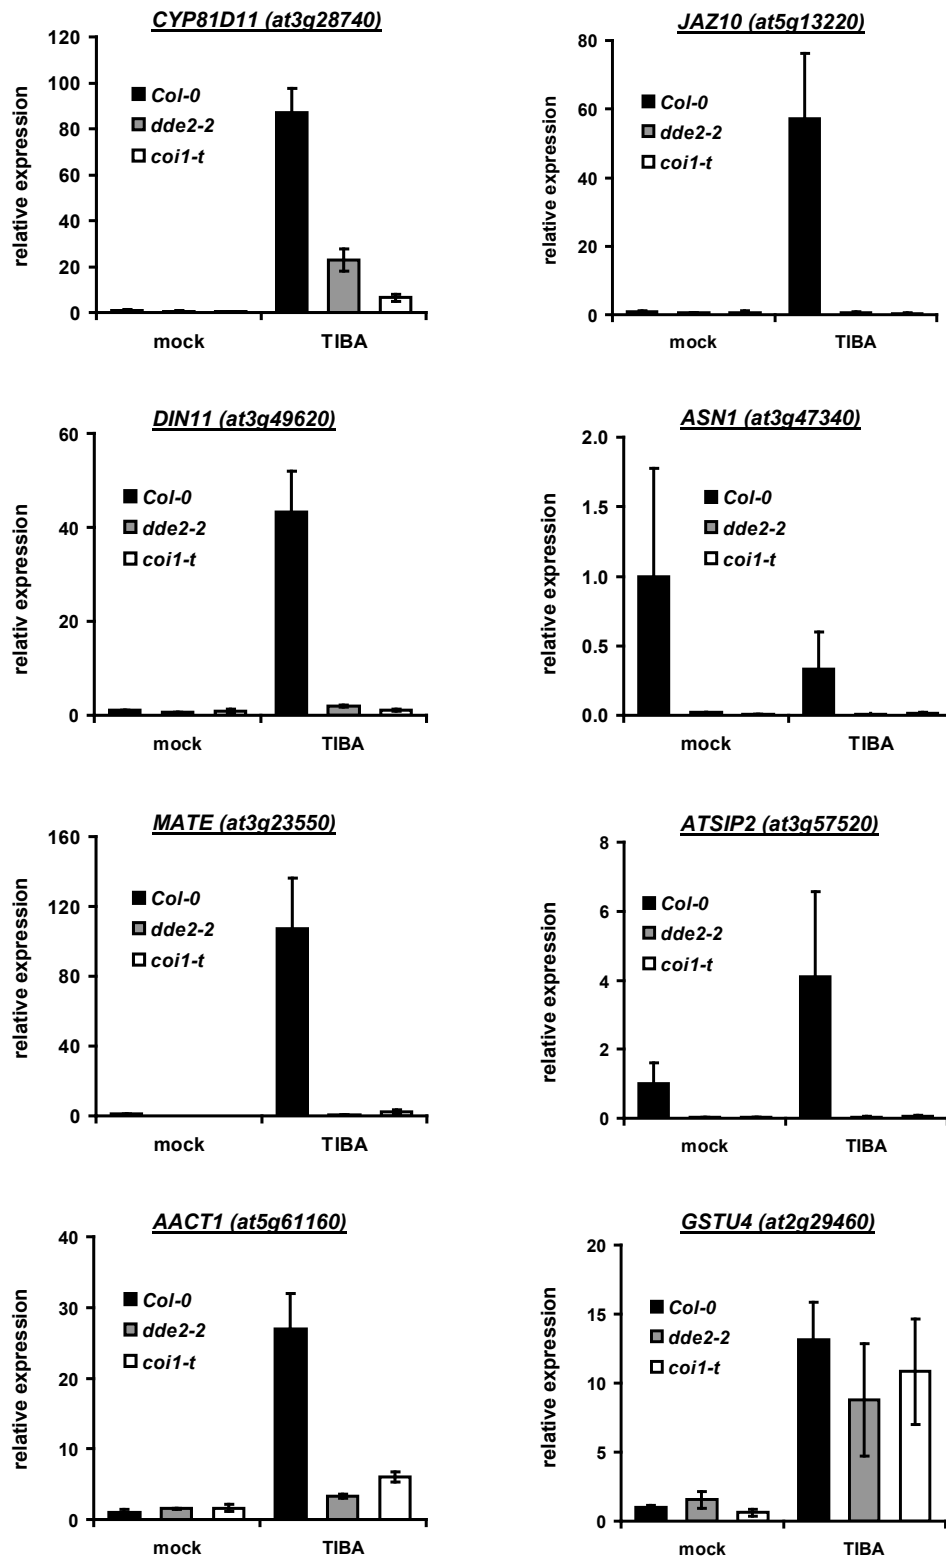 CYP81D11 (at3g28740)
relative expression
120
100
80
60
40
20
0
Col-0
dde2-2
coi1-t
mock
TIBA
JAZ10 (at5g13220)
relative expression
80
60
40
20
0
Col-0
dde2-2
coi1-t
mock
TIBA
DIN11 (at3g49620)
relativ expression
60
40
20
0
Col-0
dde2-2
coi1-t
mock
TIBA
ASN1 (at3g47340)
relative expression
2.0
1.5
1.0
0.5
0.0
Col-0
dde2-2
coi1-t
mock
TIBA
MATE (at3g23550)
relative expression
160
120
80
40
0
Col-0
dde2-2
coi1-t
mock
TIBA
ATSIP2 (at3g57520)
relative expression
8
6
4
2
0
Col-0
dde2-2
coi1-t
mock
TIBA
AACT1 (at5g61160)
relative expression
40
30
20
10
0
Col-0
dde2-2
coi1-t
mock
TIBA
GSTU4 (at2g29460)
relative expression
20
15
10
5
0
Col-0
dde2-2
coi1-t
mock
TIBA